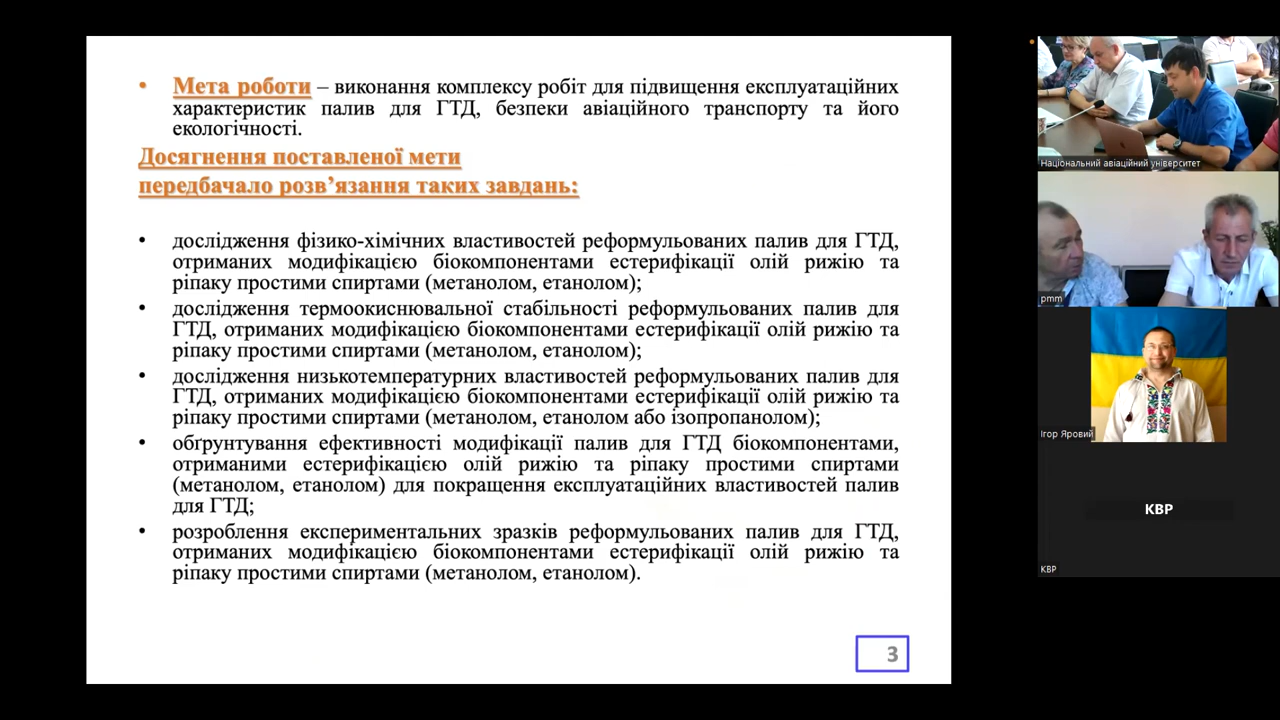 • Мета роботи – виконання комплексу робіт для підвищення експлуатаційних
характеристик палив для ГТД, безпеки авіаційного транспорту та його
екологічності.
Досягнення поставленої мети
передбачало розв’язання таких завдань:
• дослідження фізико-хімічних властивостей реформульованих палив для ГТД,
отриманих модифікацією біокомпонентами естерифікації олій рижію та
ріпаку простими спиртами (метанолом, етанолом);
• дослідження термоокиснювальної стабільності реформульованих палив для
ГТД, отриманих модифікацією біокомпонентами естерифікації олій рижію та
ріпаку простими спиртами (метанолом, етанолом);
• дослідження низькотемпературних властивостей реформульованих палив для
ГТД, отриманих модифікацією біокомпонентами естерифікації олій рижію та
ріпаку простими спиртами (метанолом, етанолом або ізопропанолом);
• обґрунтування ефективності модифікації палив для ГТД біокомпонентами,
отриманими естерифікацією олій рижію та ріпаку простими спиртами
(метанолом, етанолом) для покращення експлуатаційних властивостей палив
для ГТД;
• розроблення експериментальних зразків реформульованих палив для ГТД,
отриманих модифікацією біокомпонентами естерифікації олій рижію та
ріпаку простими спиртами (метанолом, етанолом).
3
Національний авіаційний університет
pmm
Ігор Яровий
КВР
КВР